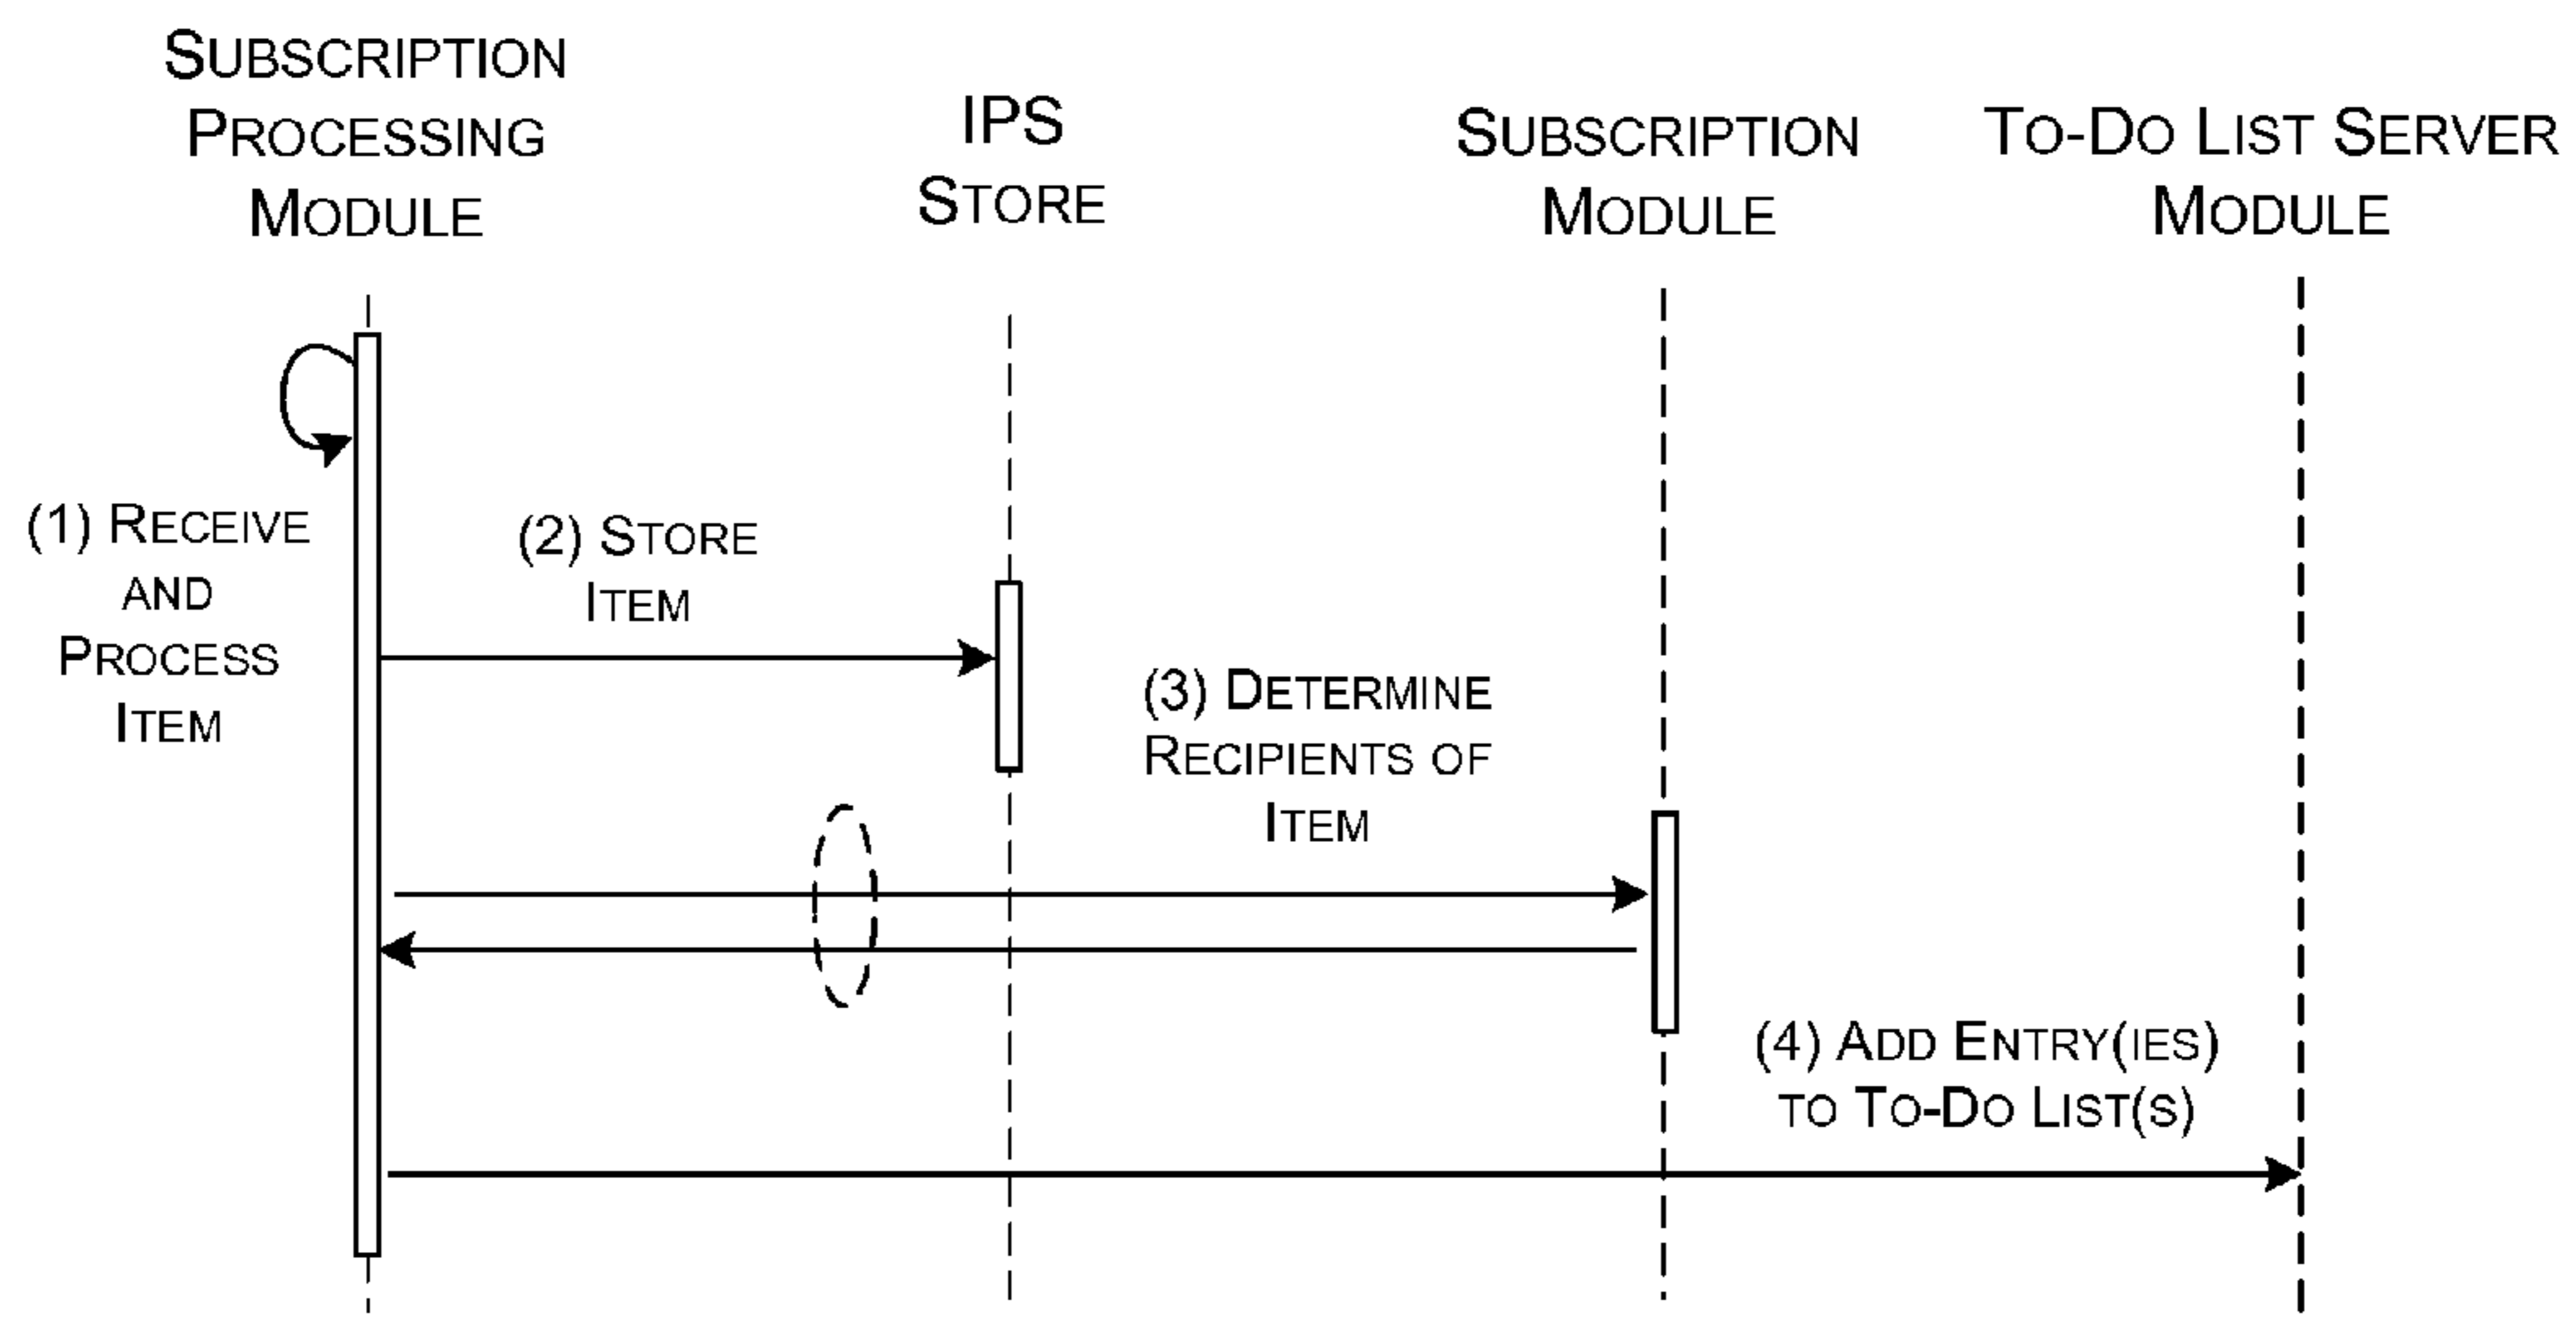 SUBSCRIPTION
PROCESSING
MODULE
IPS
STORE
SUBSCRIPTION
MODULE
TO-DO LIST SERVER
MODULE
(1) RECEIVE
AND
PROCESS
ITEM
(2) STORE
ITEM
(3) DETERMINE
RECIPIENTS OF
ITEM
(4) ADD ENTRY(IES)
TO TO-DO LIST(S)